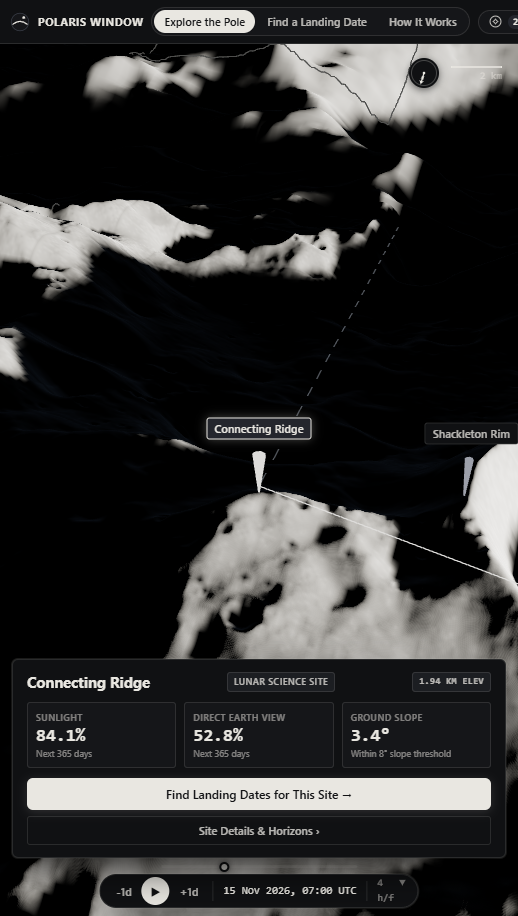 POLARIS WINDOW Explore the Pole Find a Landing Date How It Works 2
2 km
Connecting Ridge
Shackleton Rim
Connecting Ridge LUNAR SCIENCE SITE 1.94 KM ELEV
SUNLIGHT DIRECT EARTH VIEW GROUND SLOPE
84.1% 52.8% 3.4°
Next 365 days Next 365 days Within 8° slope threshold
Find Landing Dates for This Site →
Site Details & Horizons ›
-1d +1d 15 Nov 2026, 07:00 UTC 4 h/f